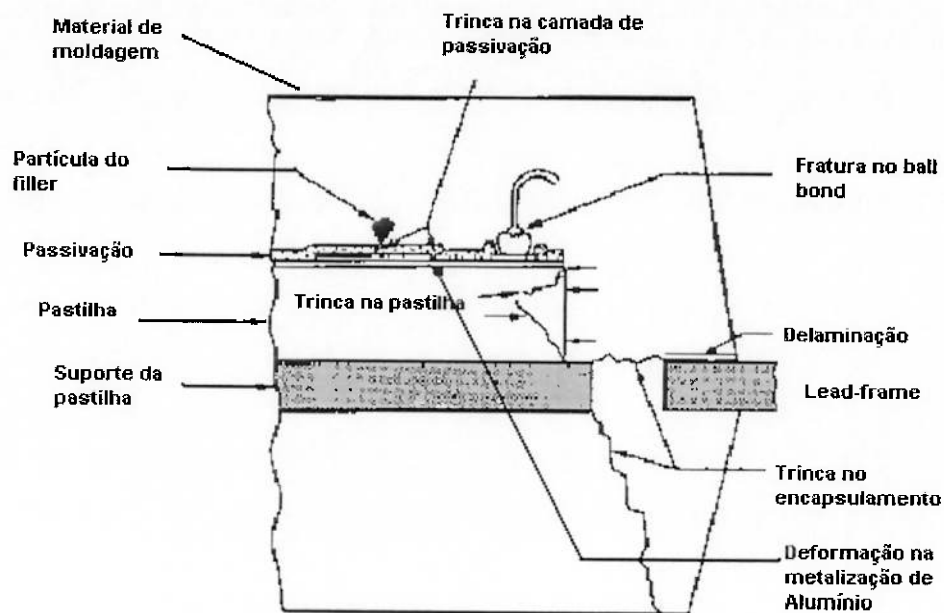 Material de
moldagem
Trinca na camada de
passivação
Partícula do
filler
Fratura no ball
bond
Passivação
Trinca na pastilha
Pastilha
Delaminação
Suporte da
pastilha
Lead-frame
Trinca no
encapsulamento
Deformação na
metalização de
Alumínio